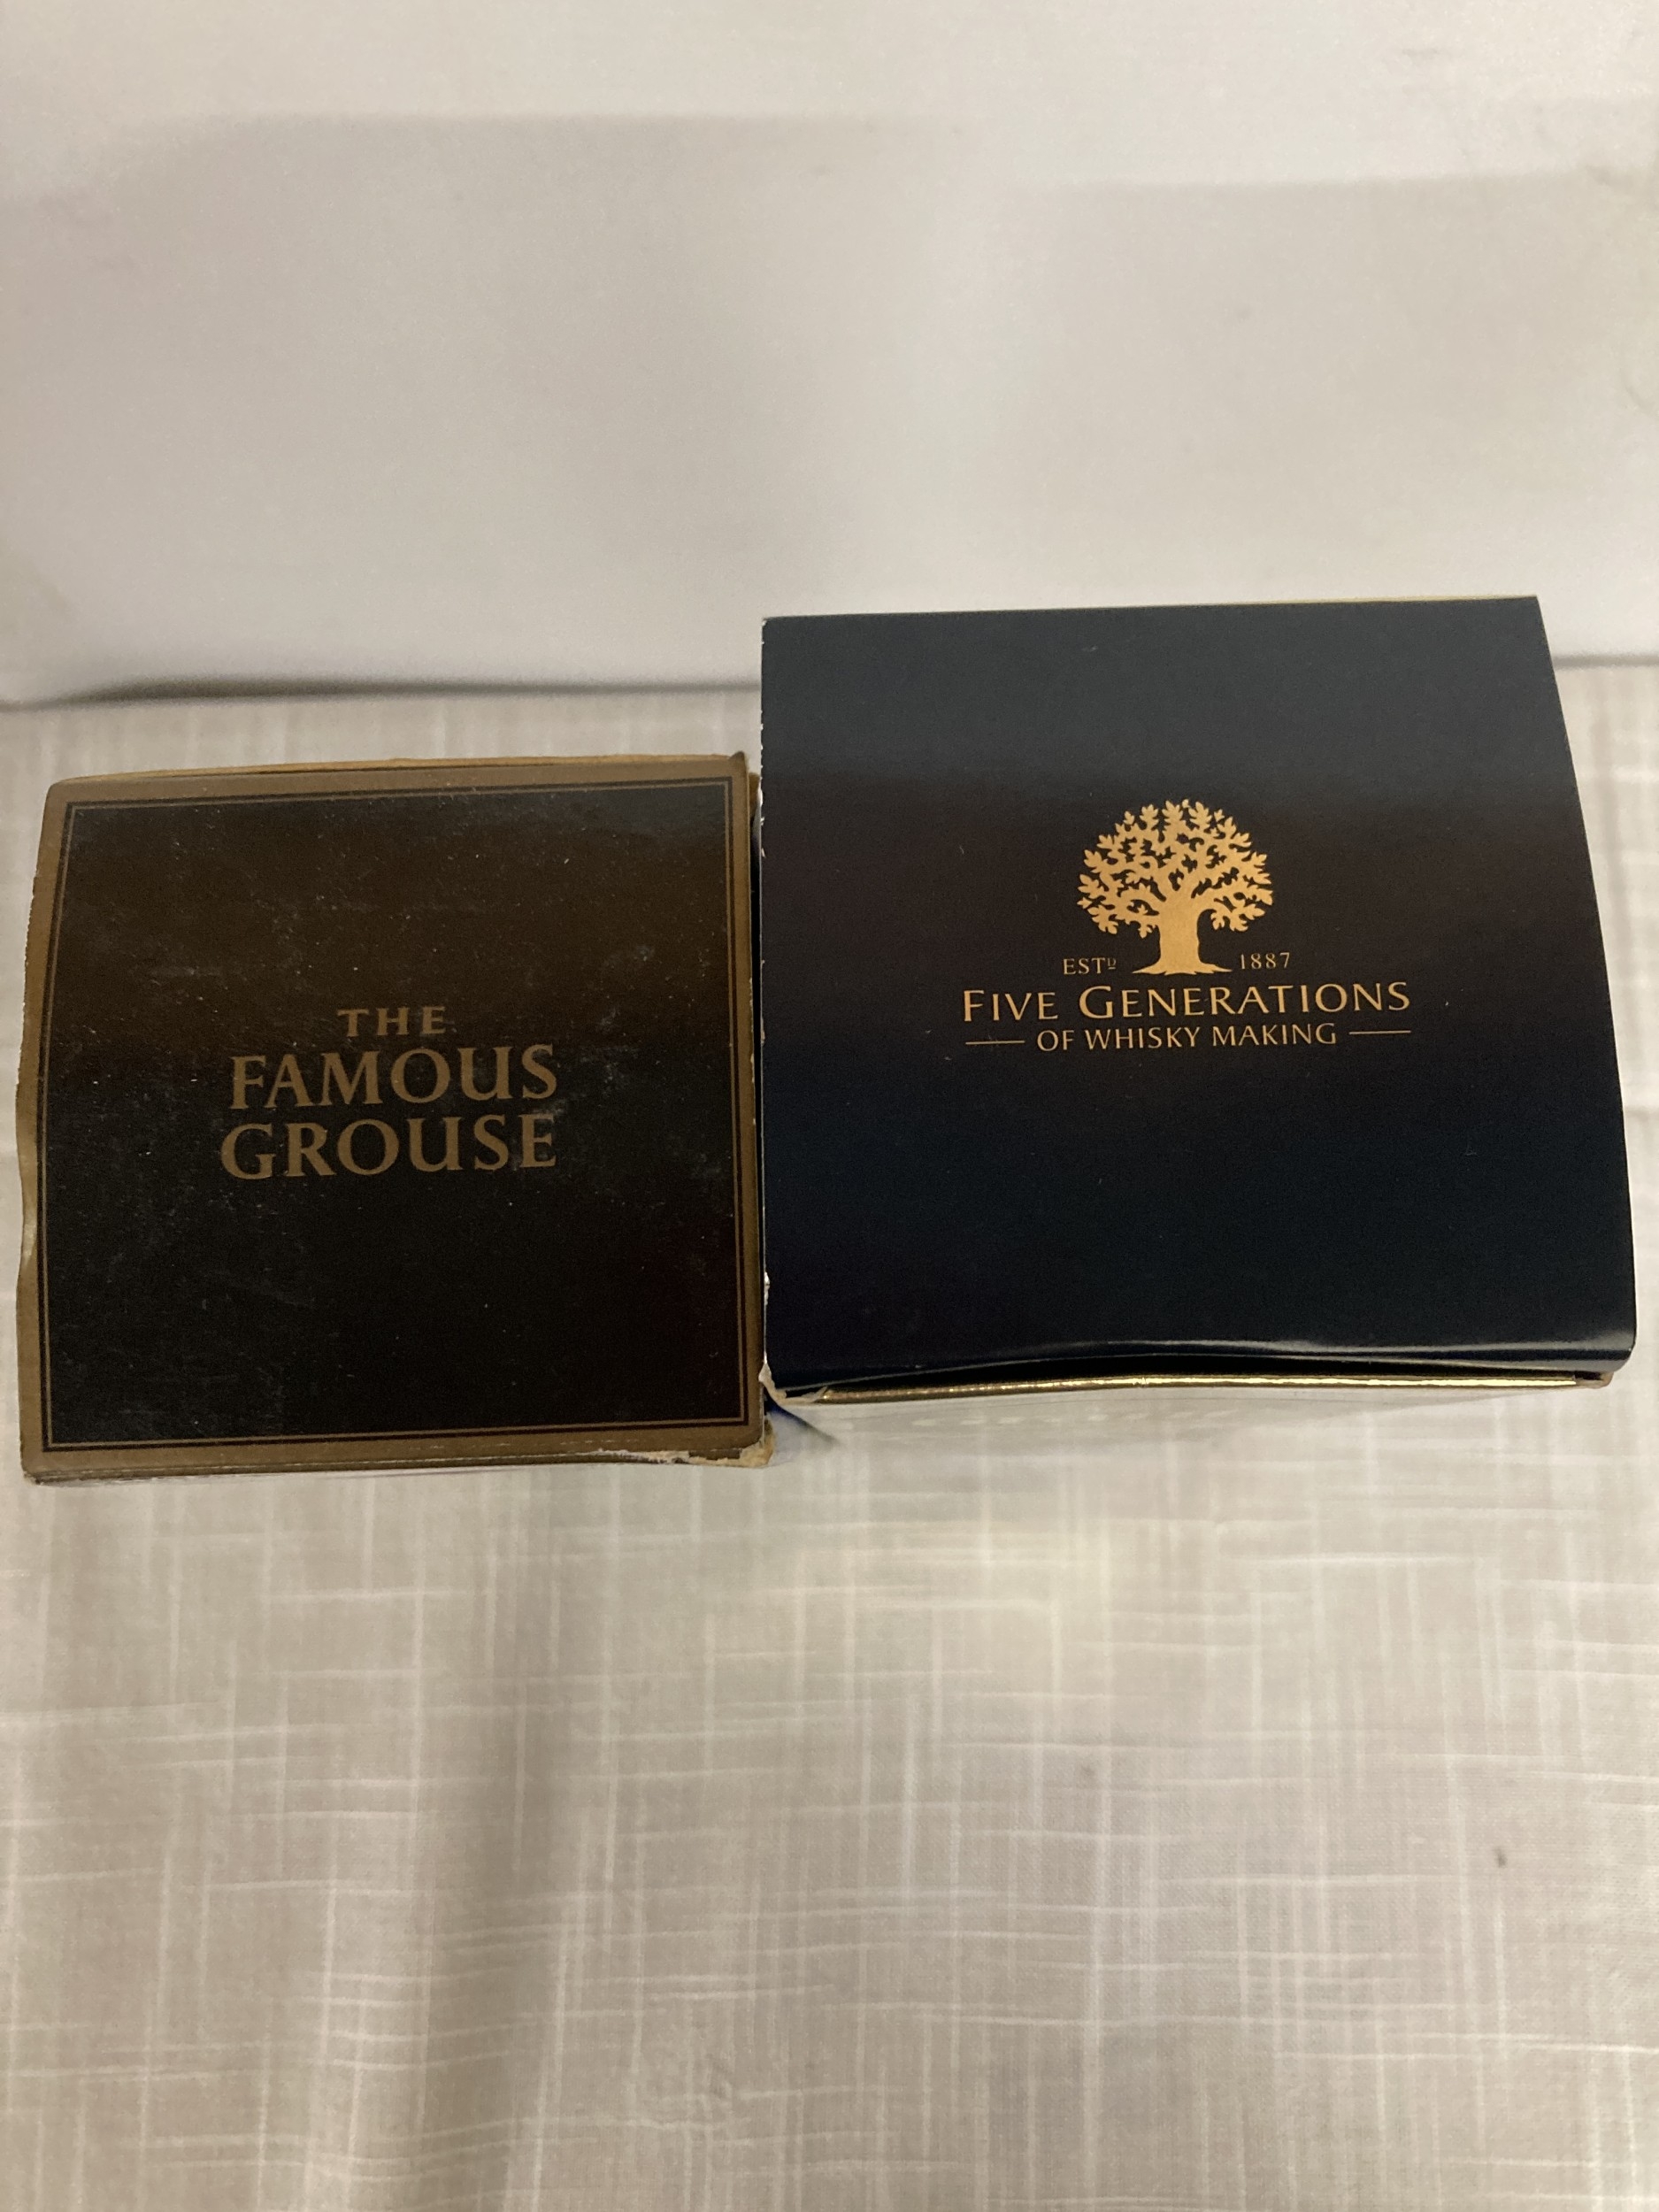 THE
FAMOUS
GROUSE
ESTD 1887
FIVE GENERATIONS
OF WHISKY MAKING